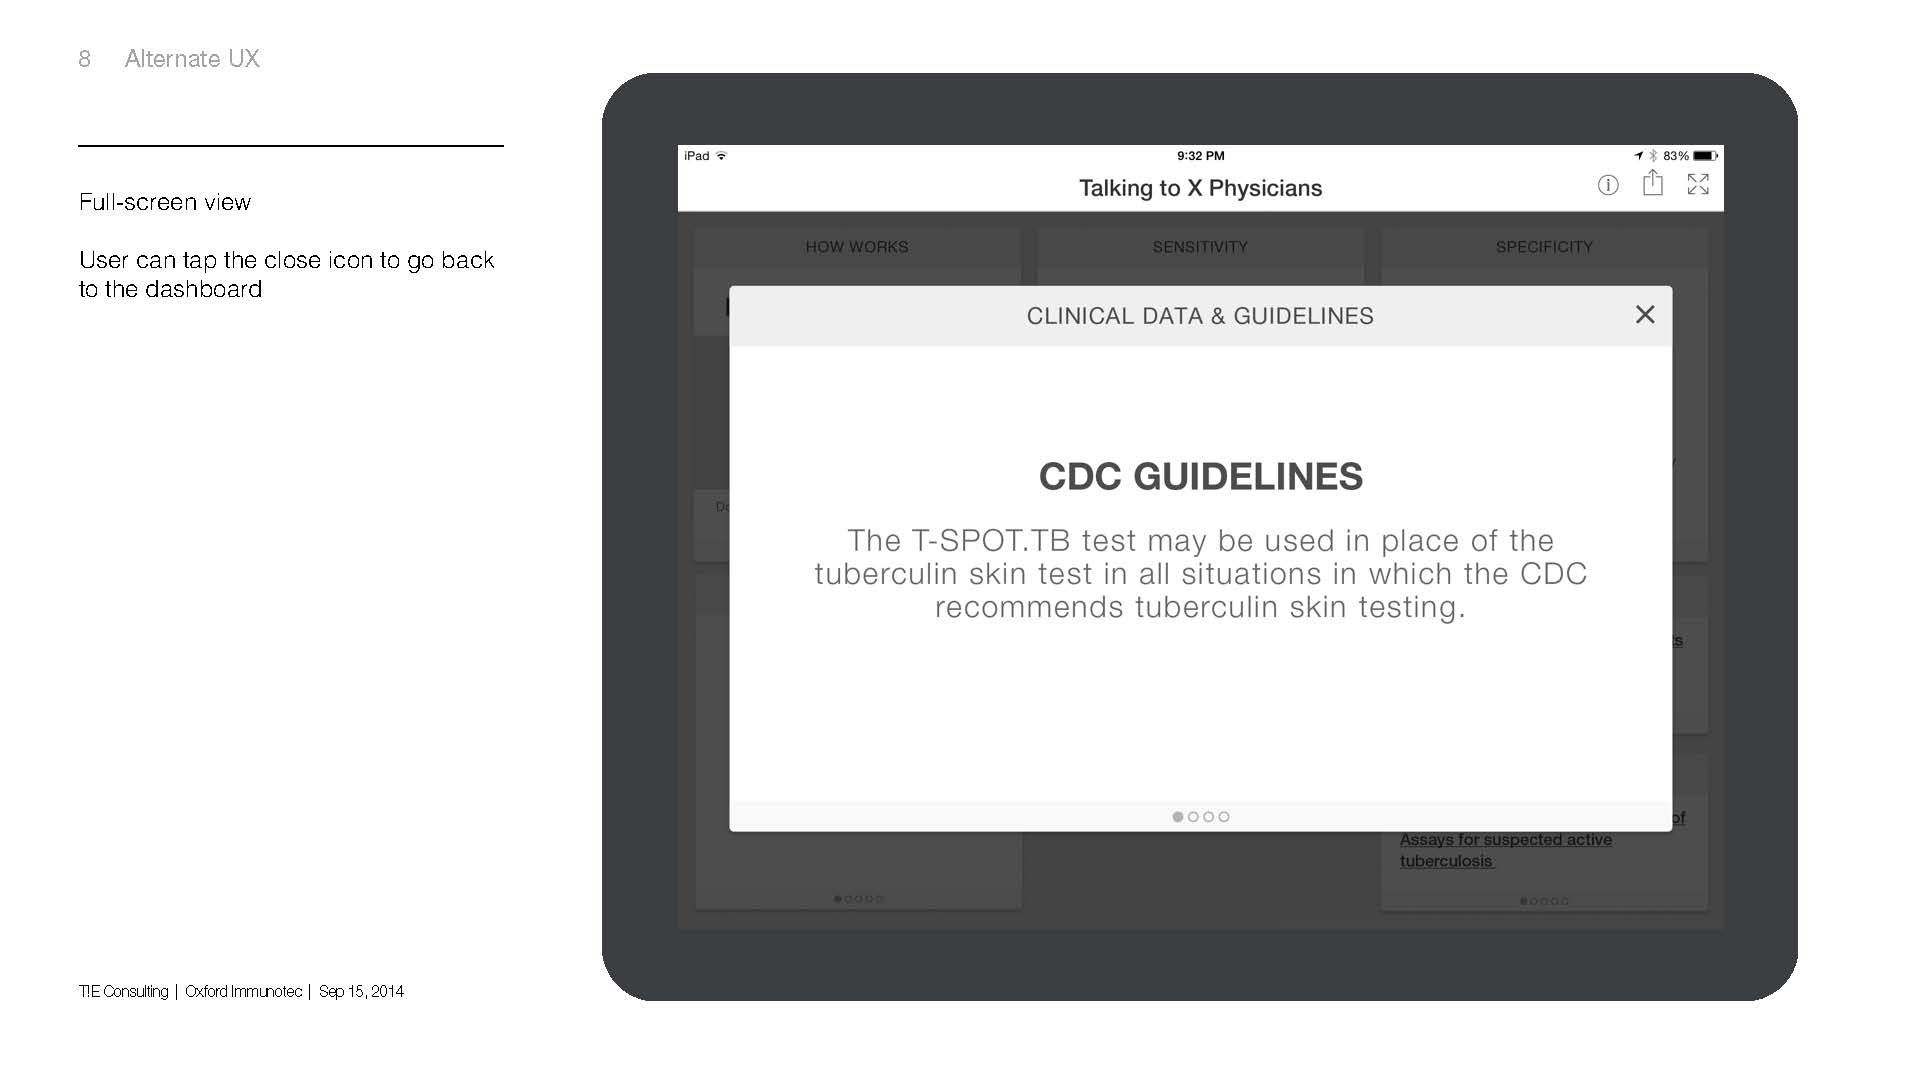 8 Alternate UX
Full-screen view
User can tap the close icon to go back
to the dashboard
iPad 9:32 PM 83%
Talking to X Physicians
HOW WORKS SENSITIVITY SPECIFICITY
CLINICAL DATA & GUIDELINES
CDC GUIDELINES
The T-SPOT.TB test may be used in place of the
tuberculin skin test in all situations in which the CDC
recommends tuberculin skin testing.
of
Assays for suspected active
tuberculosis
T!E Consulting | Oxford Immunotec | Sep 15, 2014